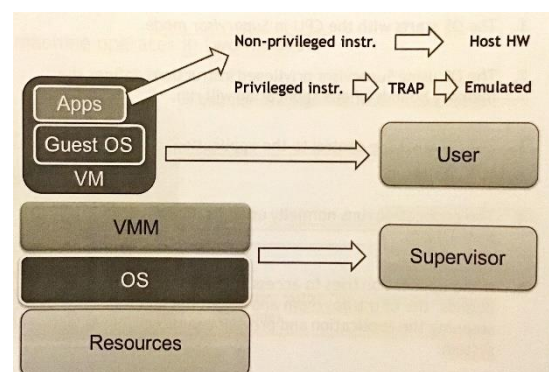 Non-privileged instr.
Host HW
Privileged instr.
TRAP
Emulated
Apps
Guest OS
VM
User
VMM
OS
Supervisor
Resources